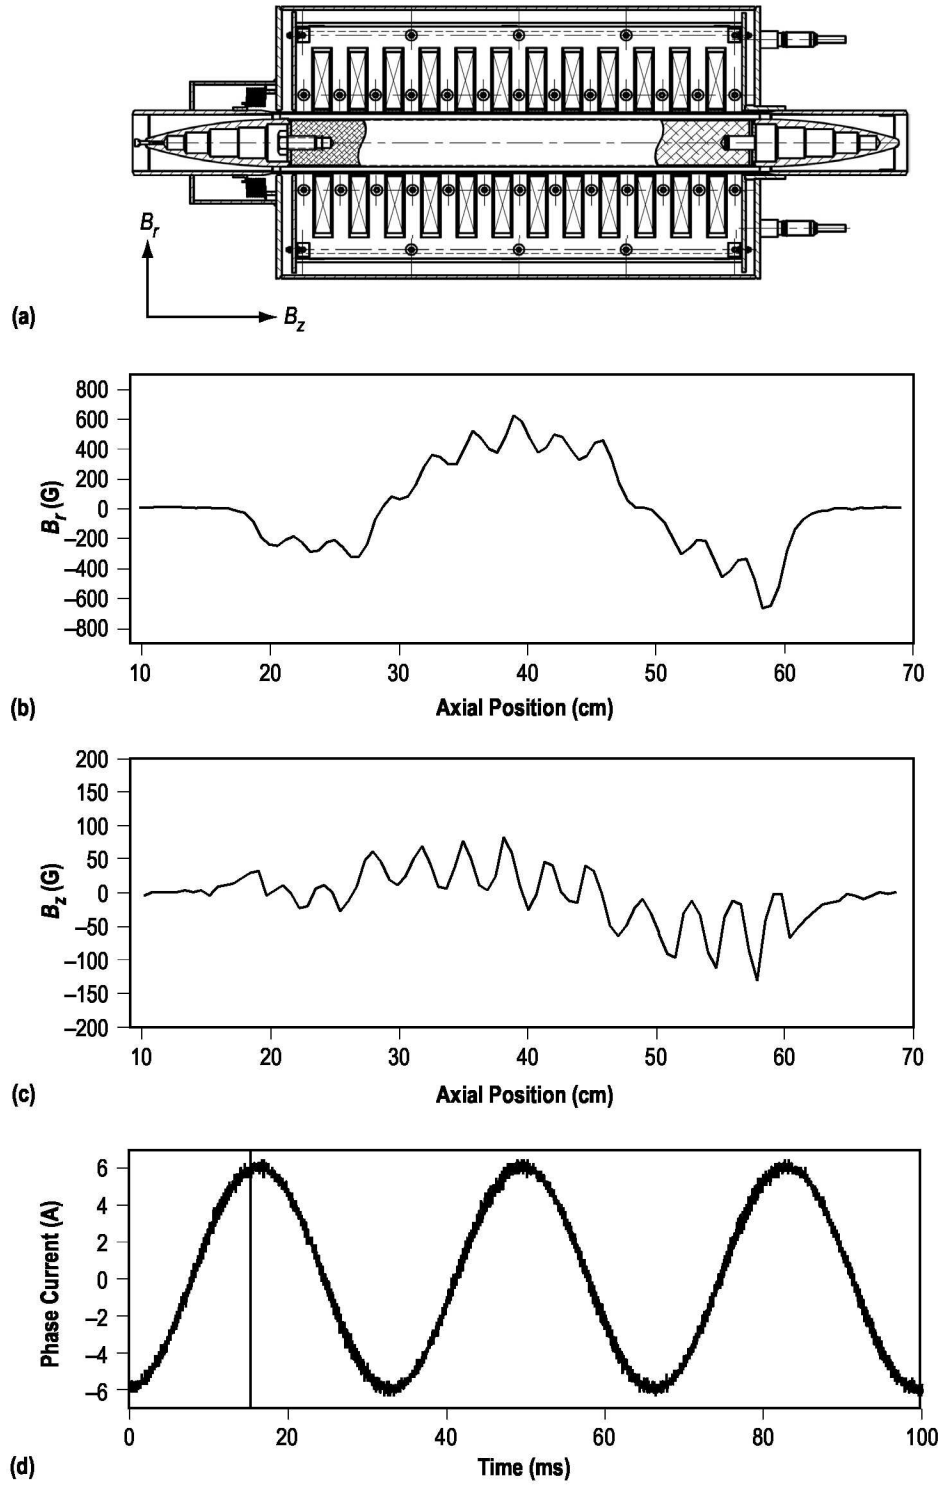 B_r
B_z
(a)
800
600
400
200
0
–200
–400
–600
–800
B_r (G)
10 20 30 40 50 60 70
Axial Position (cm)
(b)
200
150
100
50
0
–50
–100
–150
–200
B_z (G)
10 20 30 40 50 60 70
Axial Position (cm)
(c)
6
4
2
0
–2
–4
–6
Phase Current (A)
0 20 40 60 80 100
Time (ms)
(d)